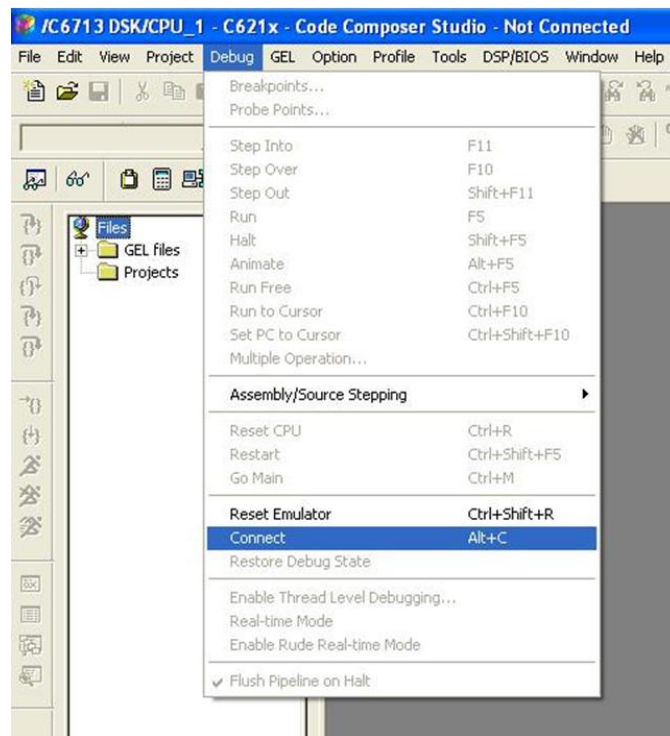 /C6713 DSK/CPU_1 - C621x - Code Composer Studio - Not Connected
File Edit View Project Debug GEL Option Profile Tools DSP/BIOS Window Help
Breakpoints...
Probe Points...
Step Into F11
Step Over F10
Step Out Shift+F11
Run F5
Halt Shift+F5
Animate Alt+F5
Run Free Ctrl+F5
Run to Cursor Ctrl+F10
Set PC to Cursor Ctrl+Shift+F10
Multiple Operation...
Assembly/Source Stepping
Reset CPU Ctrl+R
Restart Ctrl+Shift+F5
Go Main Ctrl+M
Reset Emulator Ctrl+Shift+R
Connect Alt+C
Restore Debug State
Enable Thread Level Debugging...
Real-time Mode
Enable Rude Real-time Mode
Flush Pipeline on Halt
Files
GEL files
Projects